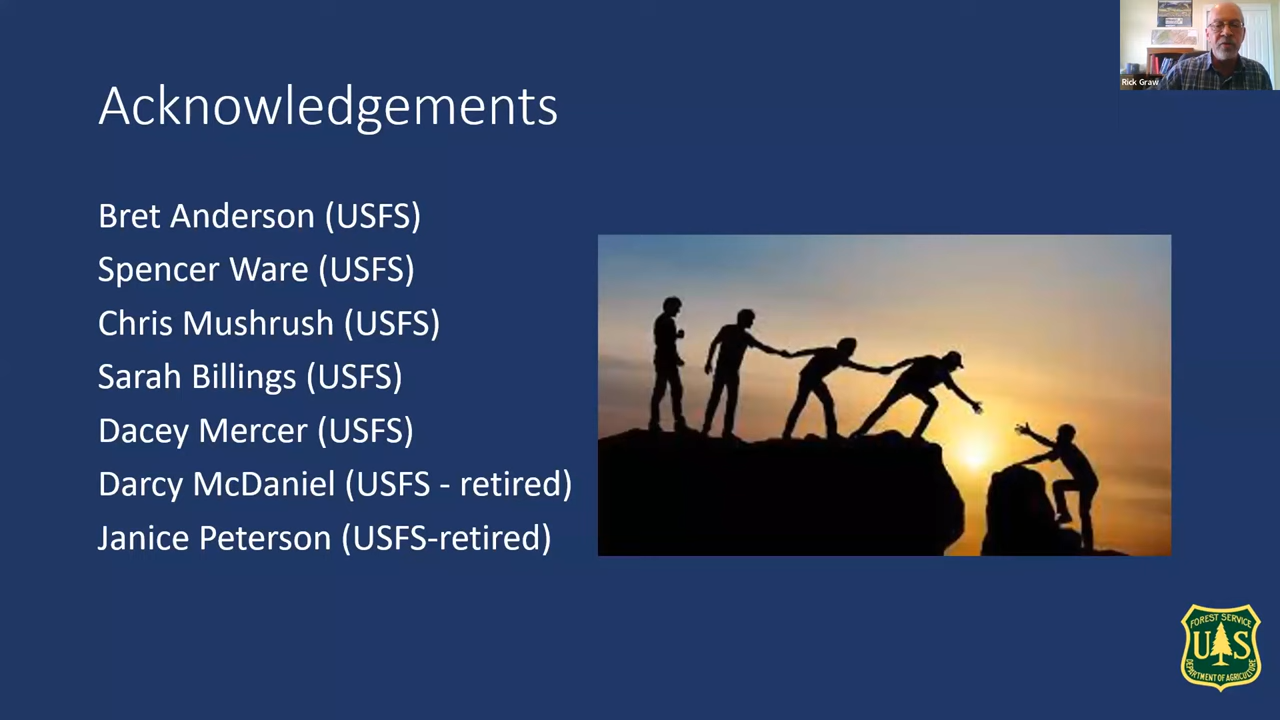 Rick Graw
Acknowledgements
Bret Anderson (USFS)
Spencer Ware (USFS)
Chris Mushrush (USFS)
Sarah Billings (USFS)
Dacey Mercer (USFS)
Darcy McDaniel (USFS - retired)
Janice Peterson (USFS-retired)
FOREST SERVICE
U S
DEPARTMENT OF AGRICULTURE